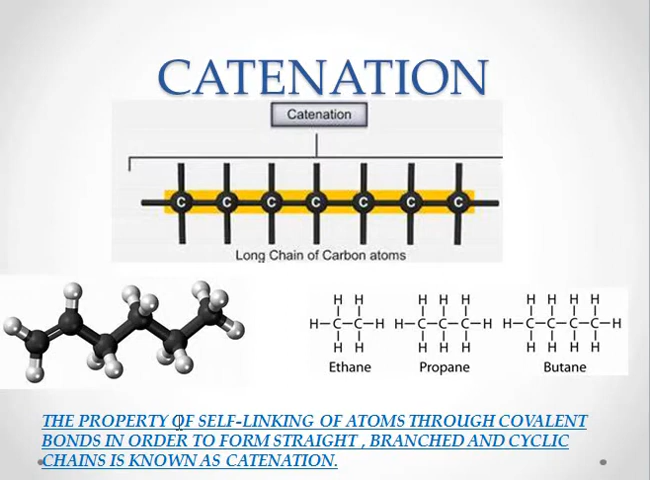 CATENATION
Catenation
C C C C C C C
Long Chain of Carbon atoms
H H
H-C-C-H
H H
Ethane
H H H
H-C-C-C-H
H H H
Propane
H H H H
H-C-C-C-C-H
H H H H
Butane
THE PROPERTY OF SELF-LINKING OF ATOMS THROUGH COVALENT
BONDS IN ORDER TO FORM STRAIGHT , BRANCHED AND CYCLIC
CHAINS IS KNOWN AS CATENATION.